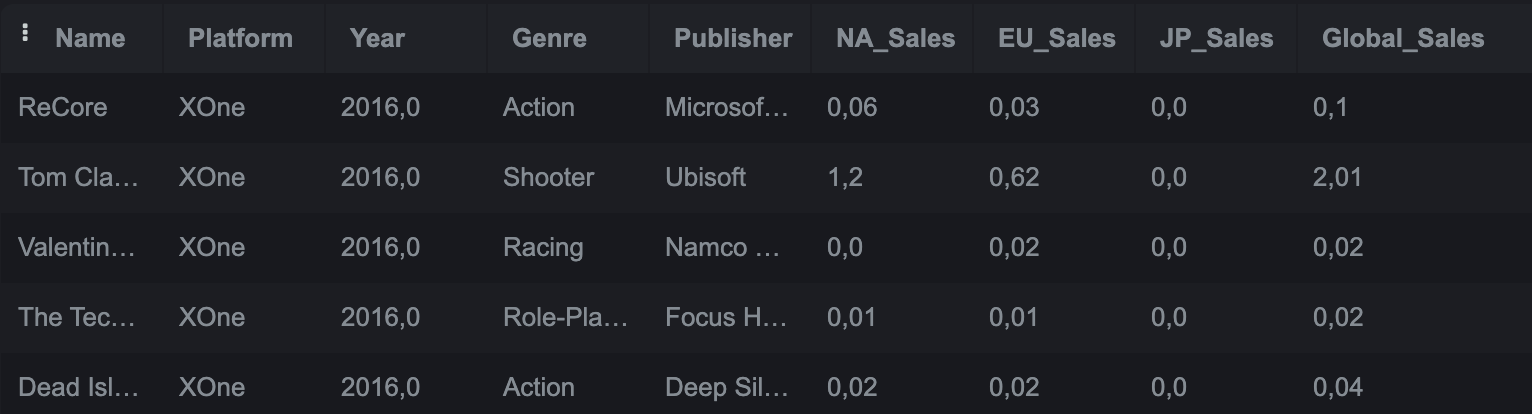 Name Platform Year Genre Publisher NA_Sales EU_Sales JP_Sales Global_Sales
ReCore XOne 2016,0 Action Microsof… 0,06 0,03 0,0 0,1
Tom Cla… XOne 2016,0 Shooter Ubisoft 1,2 0,62 0,0 2,01
Valentin… XOne 2016,0 Racing Namco … 0,0 0,02 0,0 0,02
The Tec… XOne 2016,0 Role-Pla… Focus H… 0,01 0,01 0,0 0,02
Dead Isl… XOne 2016,0 Action Deep Sil… 0,02 0,02 0,0 0,04